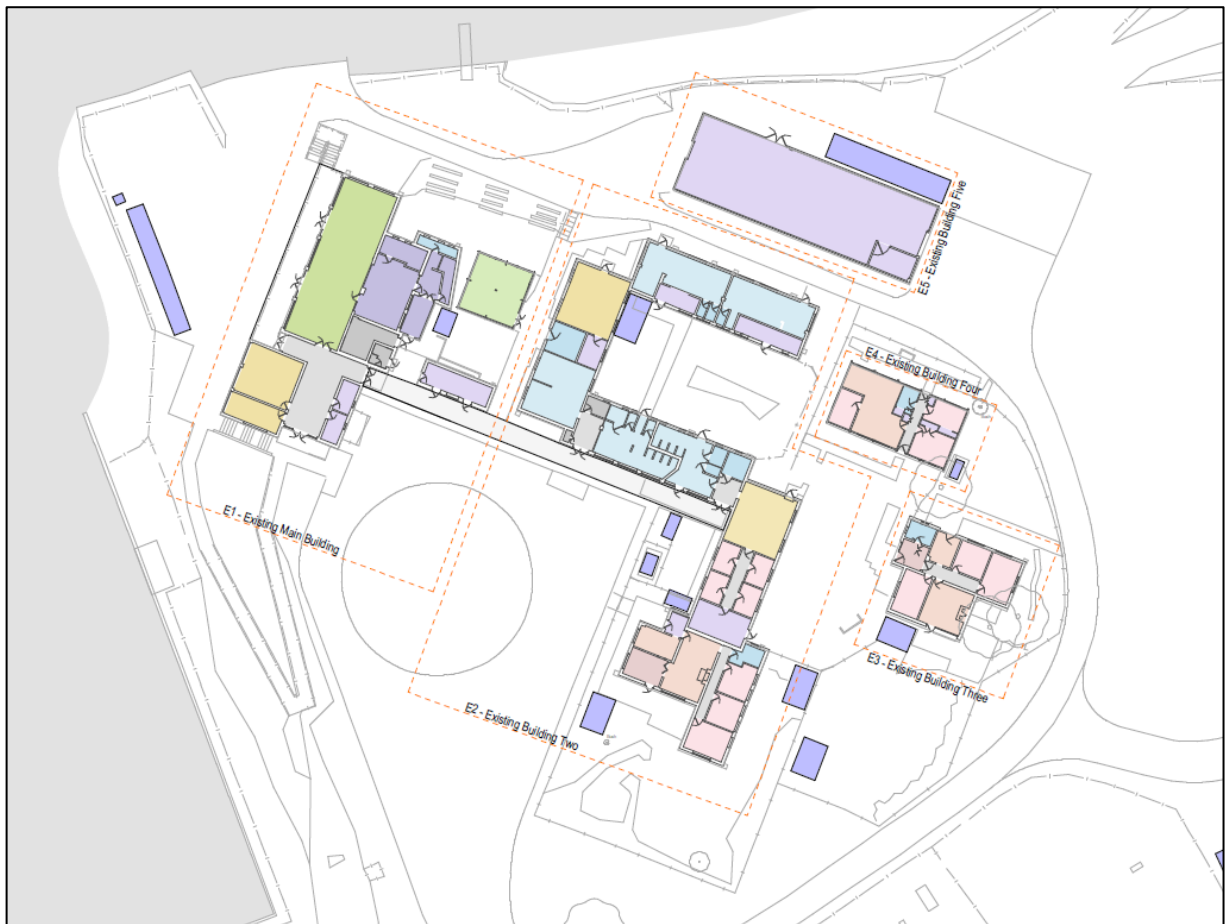 E5 - Existing Building Five
E4 - Existing Building Four
E1 - Existing Main Building
E3 - Existing Building Three
E2 - Existing Building Two